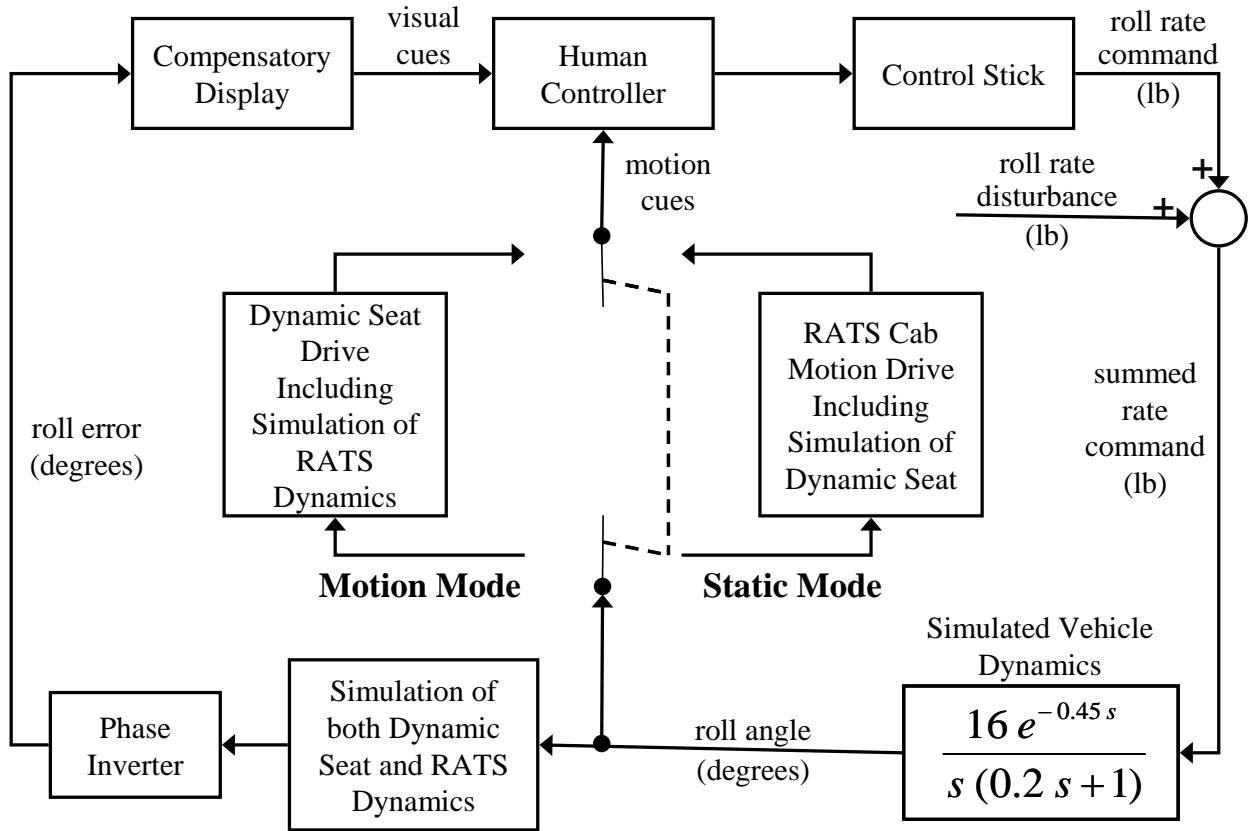 Compensatory
Display
visual
cues
Human
Controller
Control Stick
roll rate
command
(lb)
+
roll rate
disturbance
(lb)
+
motion
cues
Dynamic Seat
Drive
Including
Simulation of
RATS
Dynamics
RATS Cab
Motion Drive
Including
Simulation of
Dynamic Seat
summed
rate
command
(lb)
roll error
(degrees)
Motion Mode
Static Mode
Simulated Vehicle
Dynamics
16 e^{-0.45 s}
s (0.2 s + 1)
roll angle
(degrees)
Simulation of
both Dynamic
Seat and RATS
Dynamics
Phase
Inverter